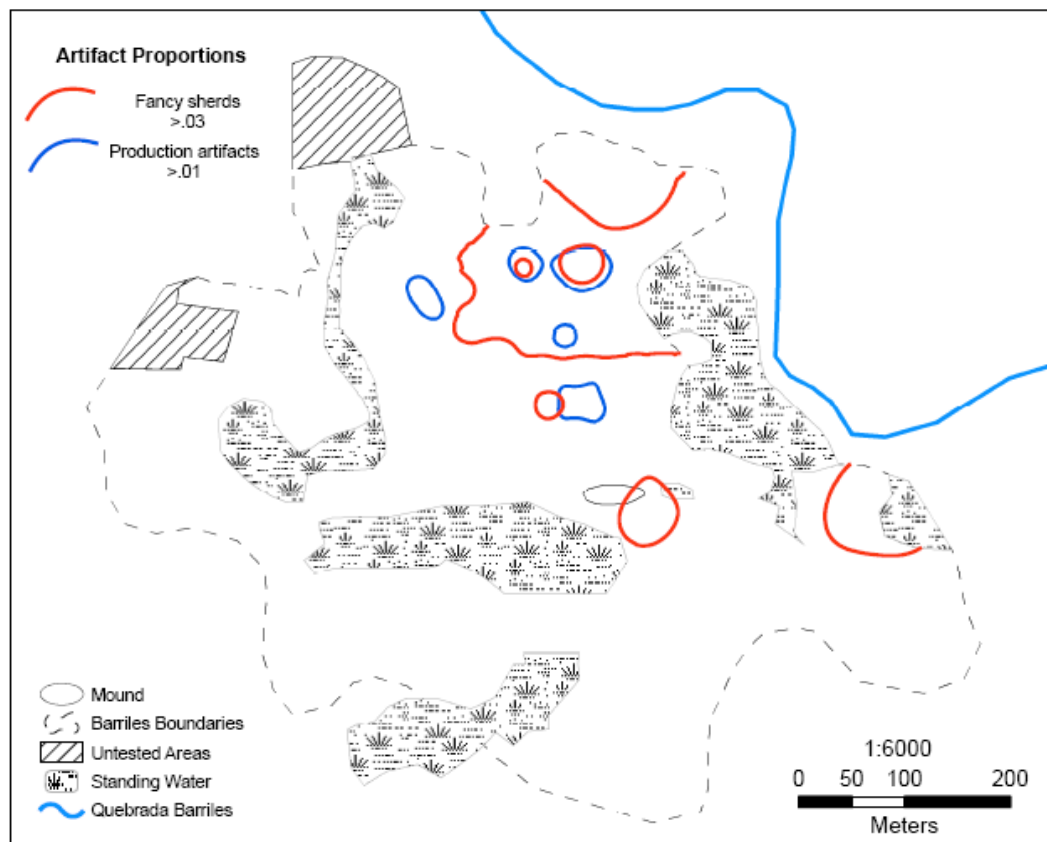 Artifact Proportions
Fancy sherds
>.03
Production artifacts
>.01
Mound
Barriles Boundaries
Untested Areas
Standing Water
Quebrada Barriles
1:6000
0 50 100 200
Meters